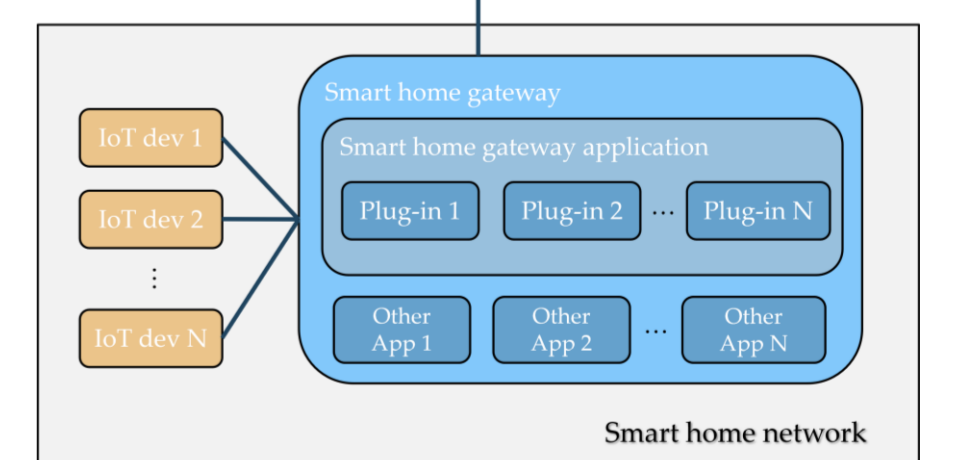 Smart home gateway
Smart home gateway application
IoT dev 1
IoT dev 2
⋮
IoT dev N
Plug-in 1
Plug-in 2
...
Plug-in N
Other
App 1
Other
App 2
...
Other
App N
Smart home network